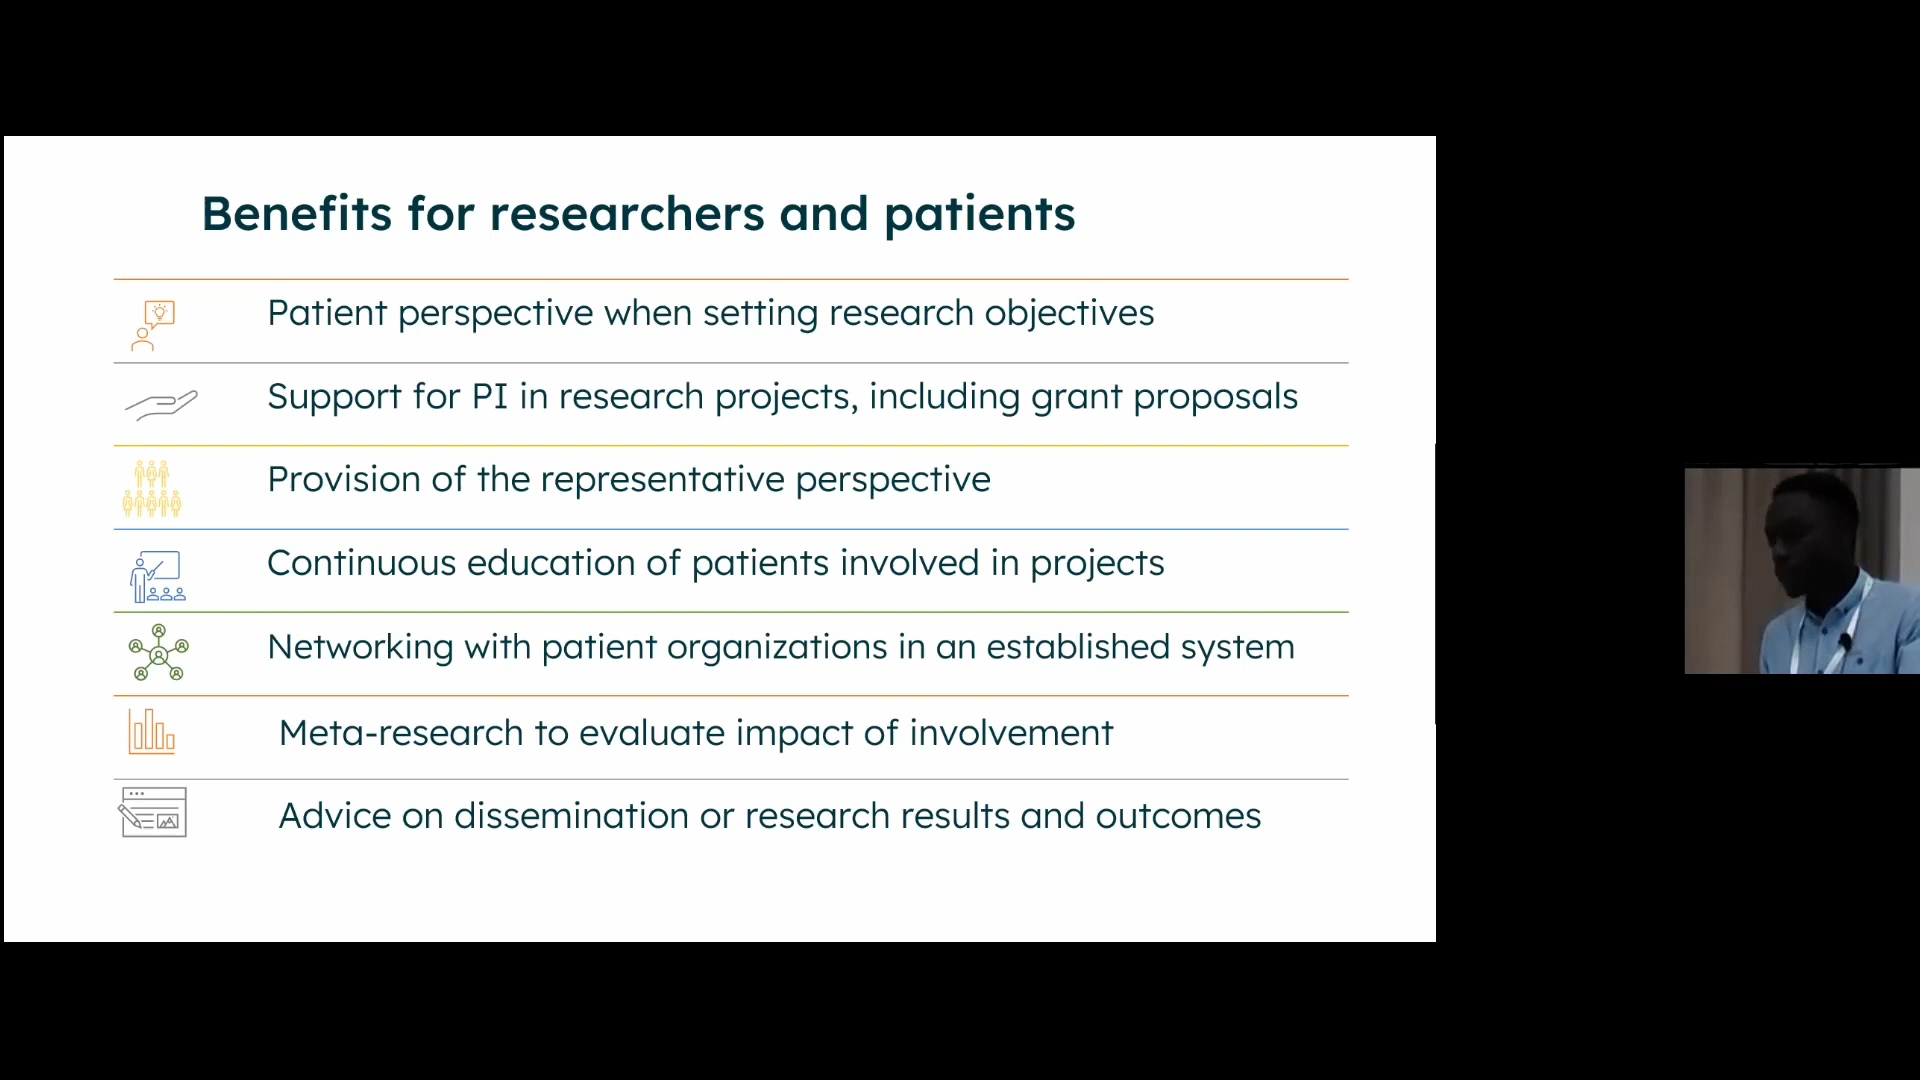 Benefits for researchers and patients
Patient perspective when setting research objectives
Support for PI in research projects, including grant proposals
Provision of the representative perspective
Continuous education of patients involved in projects
Networking with patient organizations in an established system
Meta-research to evaluate impact of involvement
Advice on dissemination or research results and outcomes